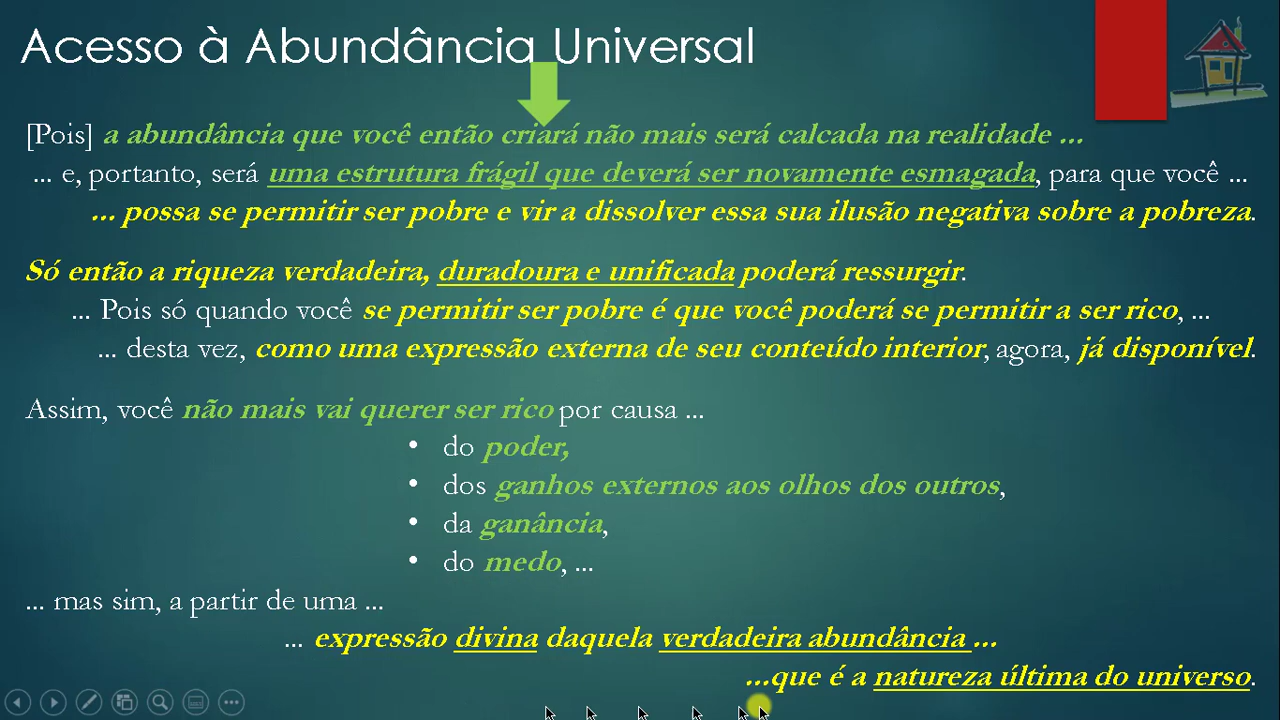 Acesso à Abundância Universal
[Pois] a abundância que você então criará não mais será calcada na realidade ...
... e, portanto, será uma estrutura frágil que deverá ser novamente esmagada, para que você ...
... possa se permitir ser pobre e vir a dissolver essa sua ilusão negativa sobre a pobreza.
Só então a riqueza verdadeira, duradoura e unificada poderá ressurgir.
... Pois só quando você se permitir ser pobre é que você poderá se permitir a ser rico, ...
... desta vez, como uma expressão externa de seu conteúdo interior, agora, já disponível.
Assim, você não mais vai querer ser rico por causa ...
• do poder,
• dos ganhos externos aos olhos dos outros,
• da ganância,
• do medo, ...
... mas sim, a partir de uma ...
... expressão divina daquela verdadeira abundância ...
...que é a natureza última do universo.